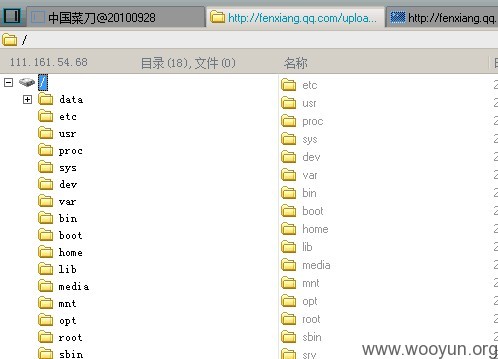 中国菜刀@20100928 http://fenxiang.qq.com/uploa... http://fenxiang.qq.com
/
111.161.54.68 目录(18),文件(0) 名称
/
data
etc
usr
proc
sys
dev
var
bin
boot
home
lib
media
mnt
opt
root
sbin
etc
usr
proc
sys
dev
var
bin
boot
home
lib
media
mnt
opt
root
sbin
srv
www.wooyun.org